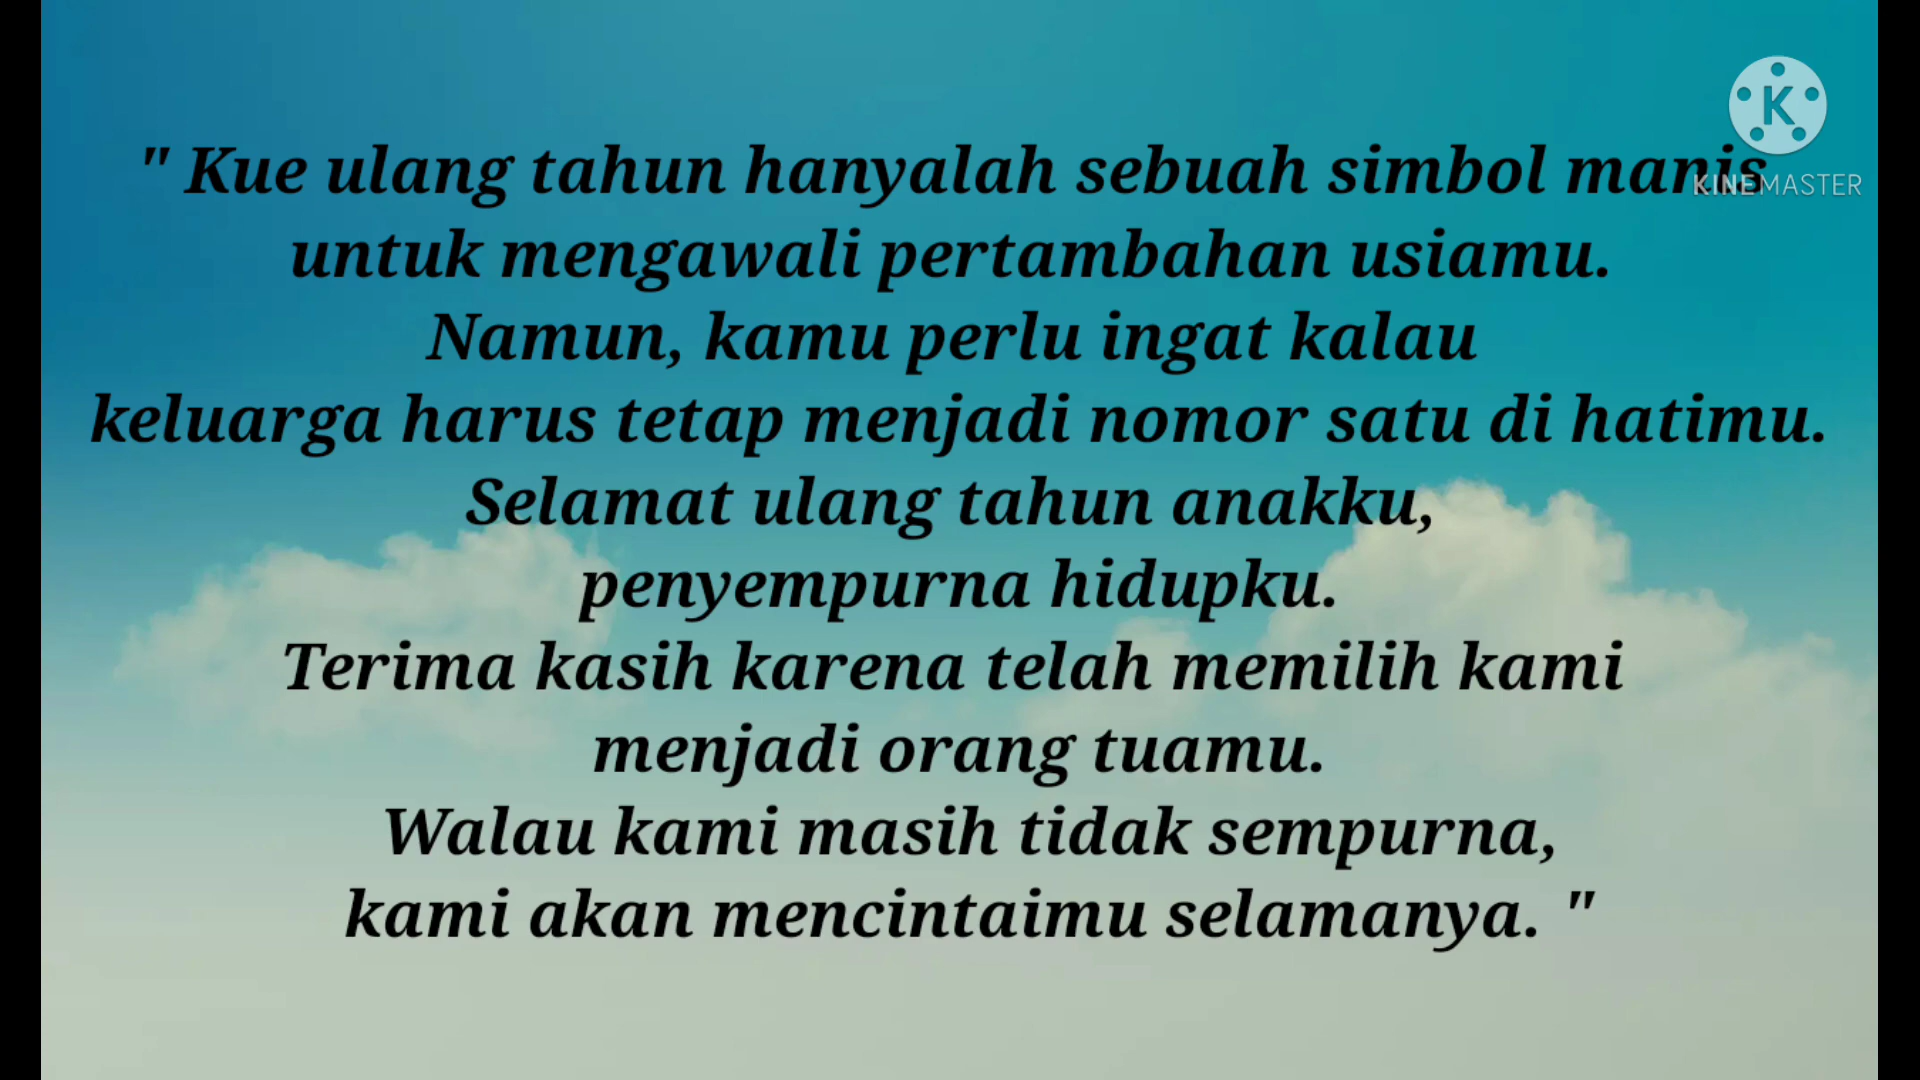 " Kue ulang tahun hanyalah sebuah simbol manis
KINEMASTER
untuk mengawali pertambahan usiamu.
Namun, kamu perlu ingat kalau
keluarga harus tetap menjadi nomor satu di hatimu.
Selamat ulang tahun anakku,
penyempurna hidupku.
Terima kasih karena telah memilih kami
menjadi orang tuamu.
Walau kami masih tidak sempurna,
kami akan mencintaimu selamanya. "